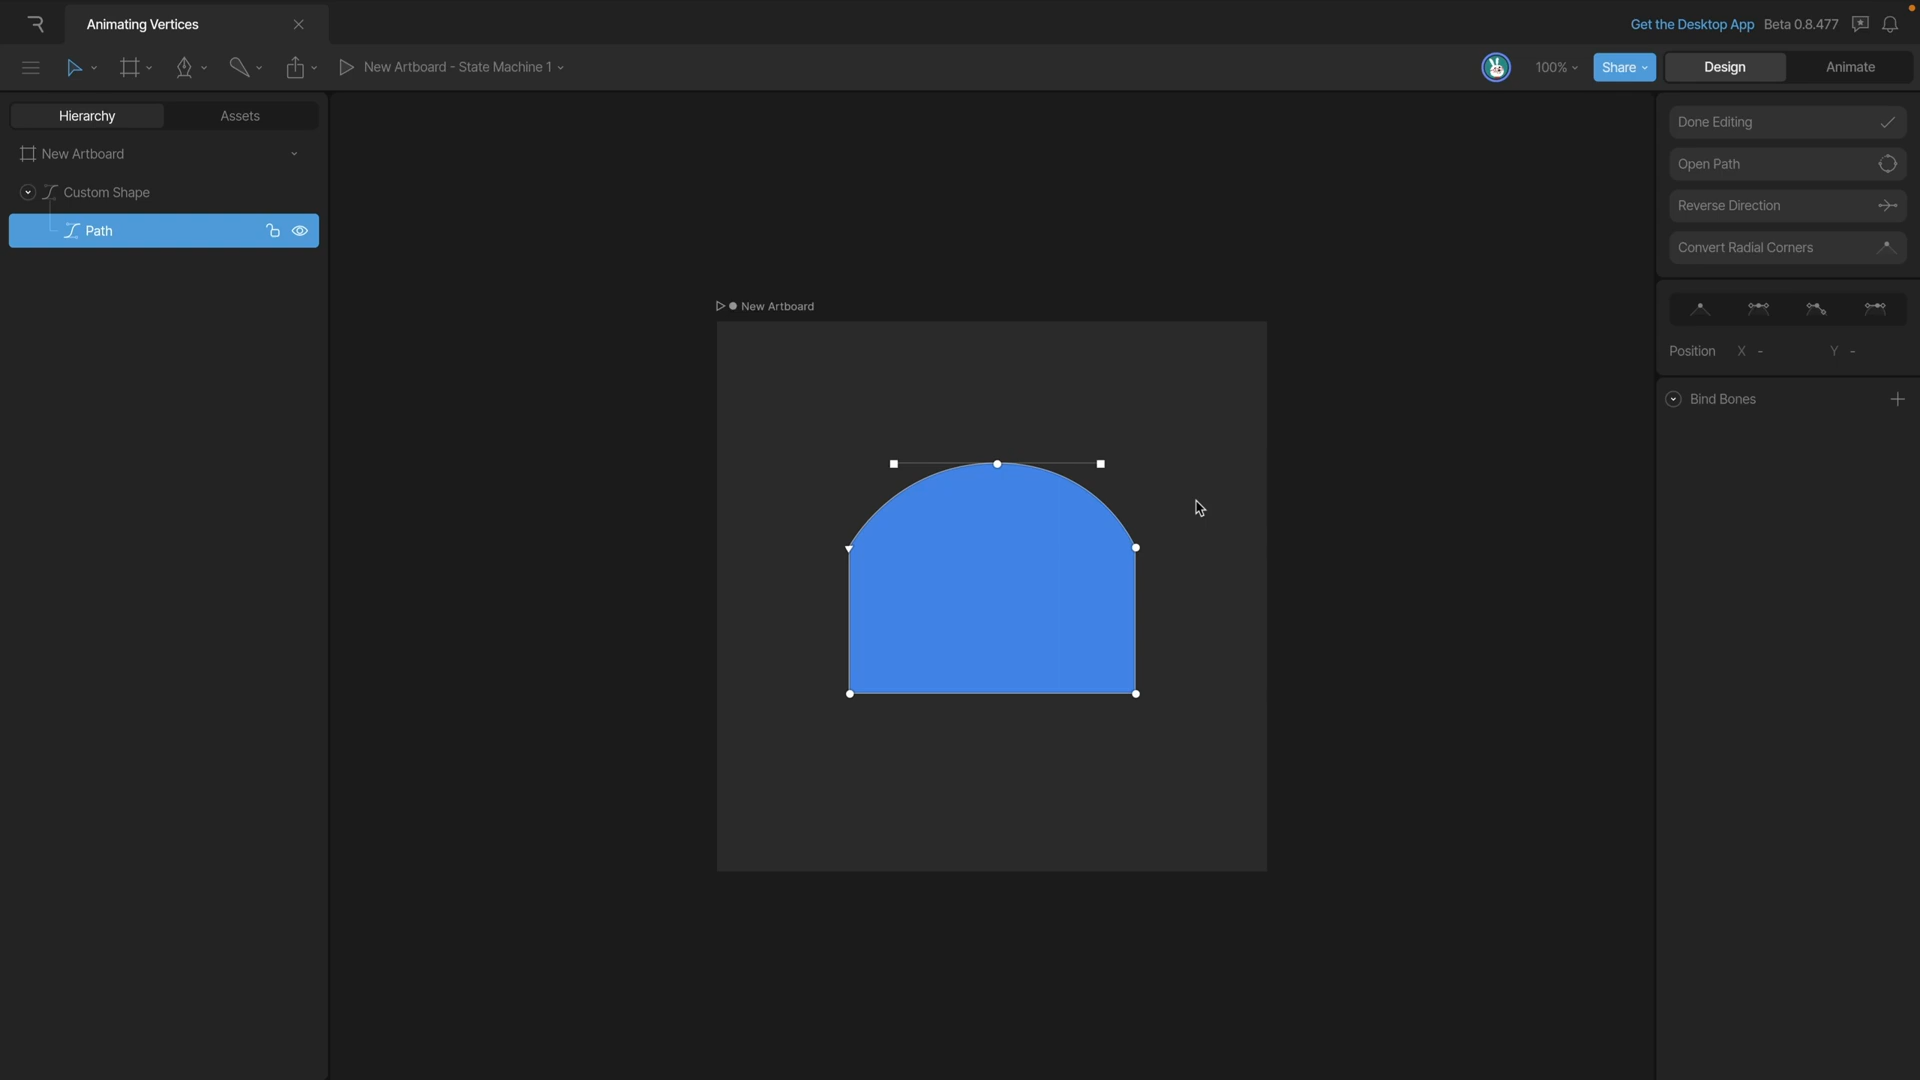 Animating Vertices
Get the Desktop App Beta 0.8.477
New Artboard - State Machine 1
100%
Share
Design
Animate
Hierarchy
Assets
New Artboard
Custom Shape
Path
New Artboard
Done Editing
Open Path
Reverse Direction
Convert Radial Corners
Position X - Y -
Bind Bones